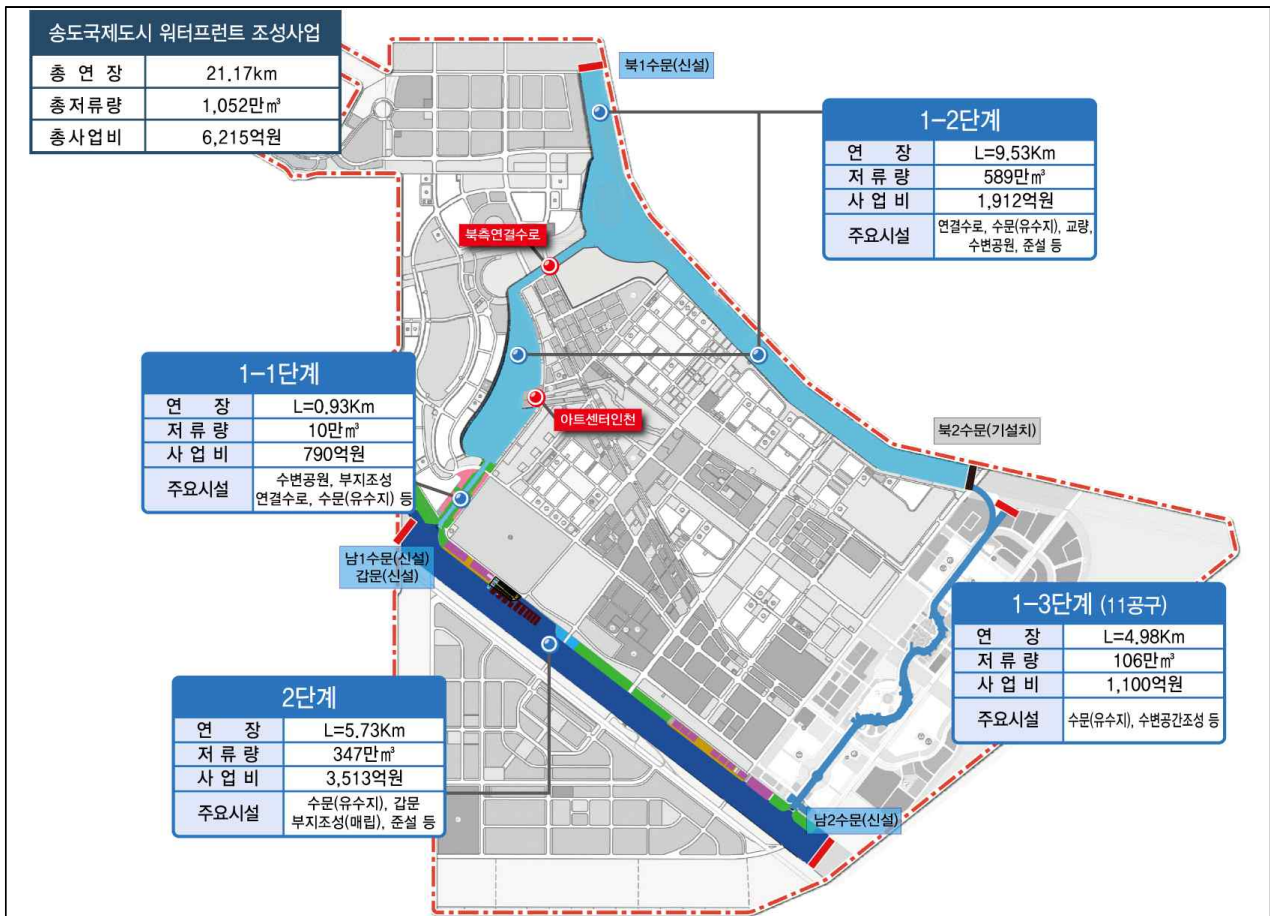 송도국제도시 워터프런트 조성사업
총 연 장 21.17km
총저류량 1,052만㎥
총사업비 6,215억원
북1수문(신설)
1-2단계
연 장 L=9.53Km
저 류 량 589만㎥
사 업 비 1,912억원
주요시설 연결수로, 수문(유수지), 교량,
수변공원, 준설 등
북측연결수로
1-1단계
연 장 L=0.93Km
저 류 량 10만㎥
사 업 비 790억원
주요시설 수변공원, 부지조성
연결수로, 수문(유수지) 등
아트센터인천
북2수문(기설치)
남1수문(신설)
갑문(신설)
1-3단계 (11공구)
연 장 L=4.98Km
저 류 량 106만㎥
사 업 비 1,100억원
주요시설 수문(유수지), 수변공간조성 등
2단계
연 장 L=5.73Km
저 류 량 347만㎥
사 업 비 3,513억원
주요시설 수문(유수지), 갑문
부지조성(매립), 준설 등
남2수문(신설)